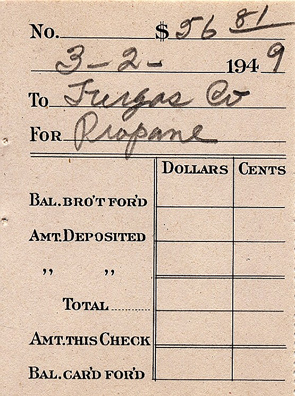 No. $ 56 81
3-2- 1949
To Furgas Co
For Propane
Dollars Cents
Bal. bro't for'd
Amt. Deposited
" "
Total
Amt. this Check
Bal. car'd for'd